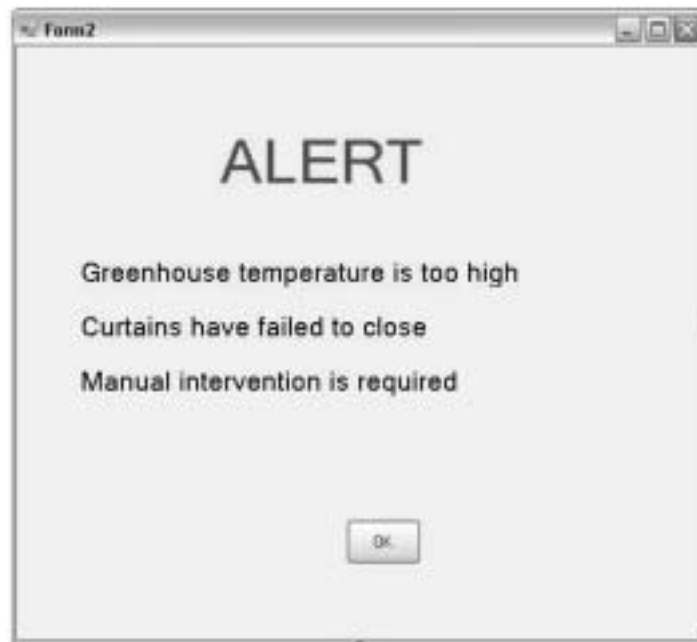 Form2
ALERT
Greenhouse temperature is too high
Curtains have failed to close
Manual intervention is required
OK